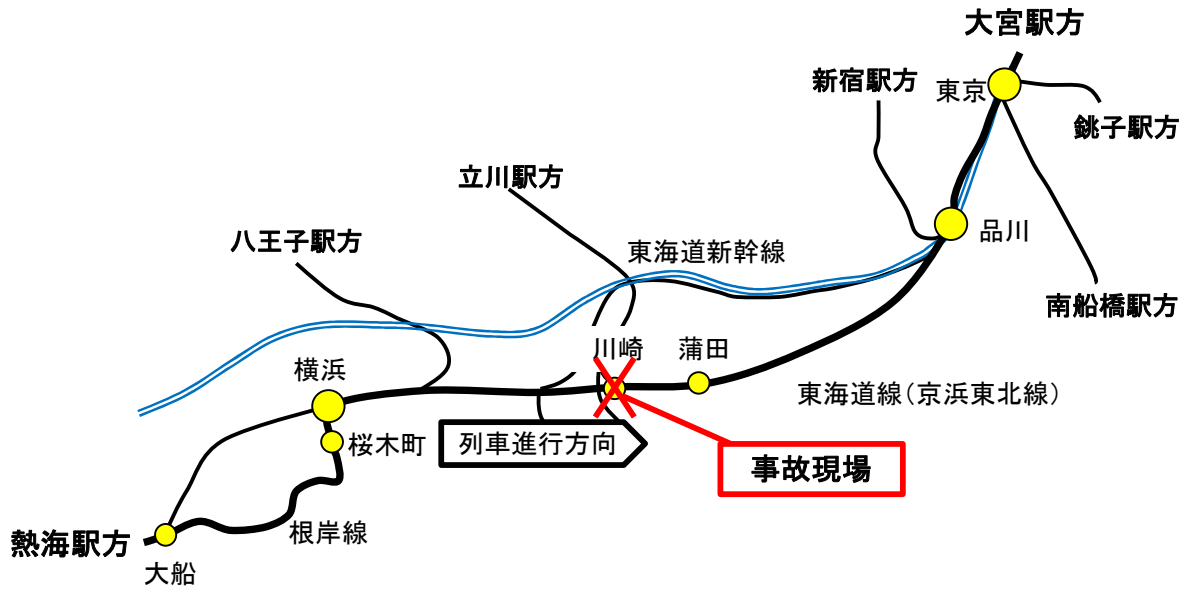 大宮駅方
新宿駅方
東京
銚子駅方
立川駅方
八王子駅方
東海道新幹線
品川
南船橋駅方
川崎
蒲田
横浜
東海道線（京浜東北線）
桜木町
列車進行方向
事故現場
根岸線
熱海駅方
大船